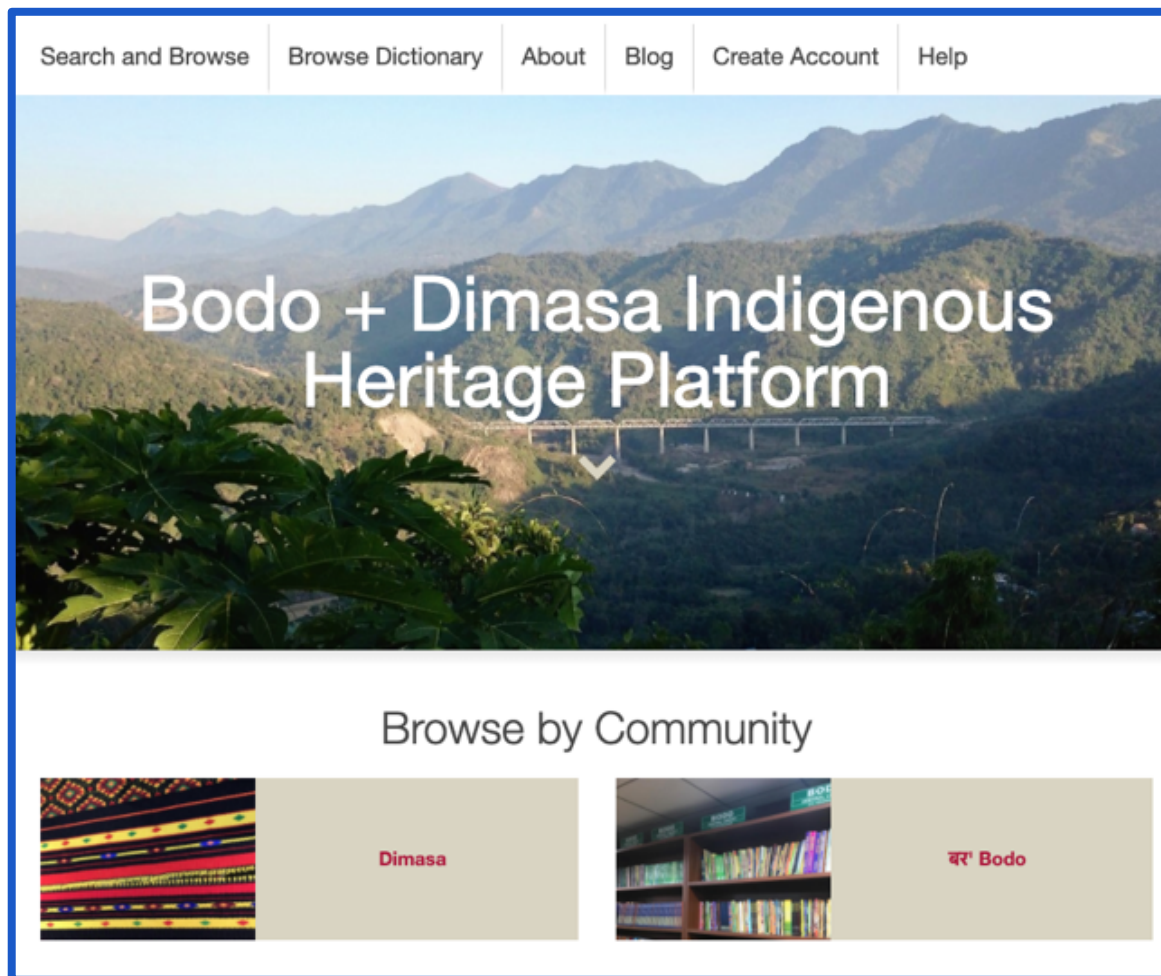 Search and Browse
Browse Dictionary
About
Blog
Create Account
Help
Bodo + Dimasa Indigenous
Heritage Platform
Browse by Community
Dimasa
बर' Bodo
BODO